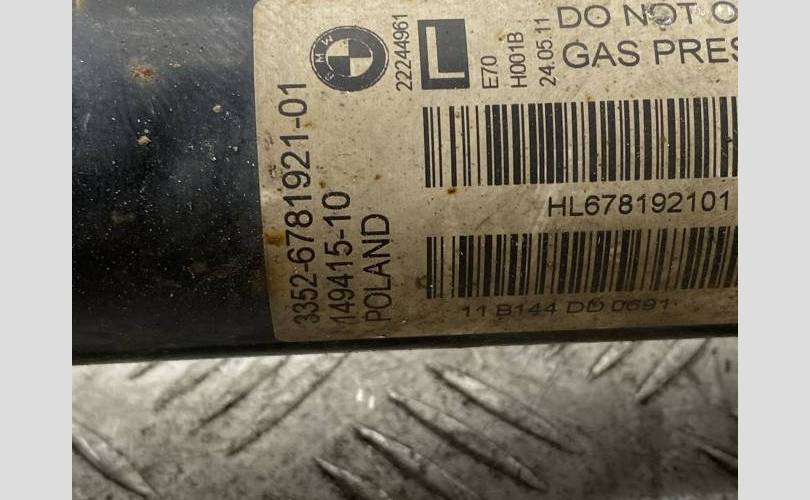 BMW
22244961
L
E70
H001B
24.05.11
DO NOT O
GAS PRES
3352-6781921-01
149415-10
POLAND
HL678192101
11 B144 DD 0691